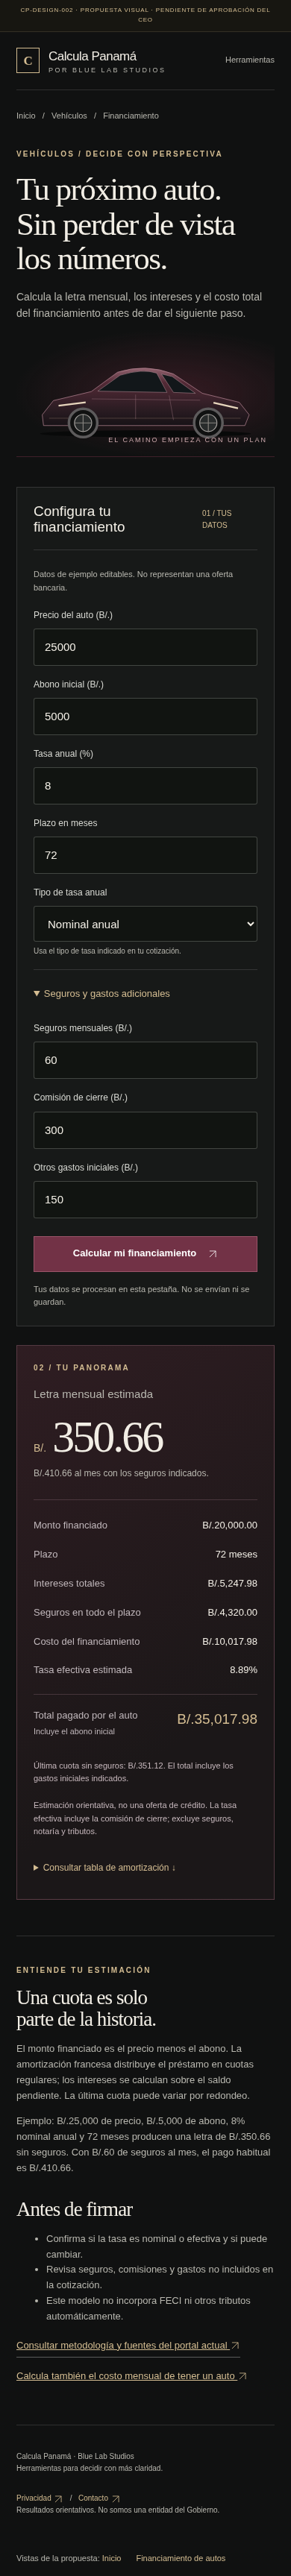 CP-DESIGN-002 · PROPUESTA VISUAL · PENDIENTE DE APROBACIÓN DEL
CEO
C
Calcula Panamá
POR BLUE LAB STUDIOS
Herramientas
Inicio / Vehículos / Financiamiento
VEHÍCULOS / DECIDE CON PERSPECTIVA
Tu próximo auto.
Sin perder de vista
los números.
Calcula la letra mensual, los intereses y el costo total
del financiamiento antes de dar el siguiente paso.
EL CAMINO EMPIEZA CON UN PLAN
Configura tu
financiamiento
01 / TUS
DATOS
Datos de ejemplo editables. No representan una oferta
bancaria.
Precio del auto (B/.)
25000
Abono inicial (B/.)
5000
Tasa anual (%)
8
Plazo en meses
72
Tipo de tasa anual
Nominal anual
Usa el tipo de tasa indicado en tu cotización.
▼ Seguros y gastos adicionales
Seguros mensuales (B/.)
60
Comisión de cierre (B/.)
300
Otros gastos iniciales (B/.)
150
Calcular mi financiamiento
Tus datos se procesan en esta pestaña. No se envían ni se
guardan.
02 / TU PANORAMA
Letra mensual estimada
B/. 350.66
B/.410.66 al mes con los seguros indicados.
Monto financiado B/.20,000.00
Plazo 72 meses
Intereses totales B/.5,247.98
Seguros en todo el plazo B/.4,320.00
Costo del financiamiento B/.10,017.98
Tasa efectiva estimada 8.89%
Total pagado por el auto B/.35,017.98
Incluye el abono inicial
Última cuota sin seguros: B/.351.12. El total incluye los
gastos iniciales indicados.
Estimación orientativa, no una oferta de crédito. La tasa
efectiva incluye la comisión de cierre; excluye seguros,
notaría y tributos.
▶ Consultar tabla de amortización ↓
ENTIENDE TU ESTIMACIÓN
Una cuota es solo
parte de la historia.
El monto financiado es el precio menos el abono. La
amortización francesa distribuye el préstamo en cuotas
regulares; los intereses se calculan sobre el saldo
pendiente. La última cuota puede variar por redondeo.
Ejemplo: B/.25,000 de precio, B/.5,000 de abono, 8%
nominal anual y 72 meses producen una letra de B/.350.66
sin seguros. Con B/.60 de seguros al mes, el pago habitual
es B/.410.66.
Antes de firmar
• Confirma si la tasa es nominal o efectiva y si puede
cambiar.
• Revisa seguros, comisiones y gastos no incluidos en
la cotización.
• Este modelo no incorpora FECI ni otros tributos
automáticamente.
Consultar metodología y fuentes del portal actual
Calcula también el costo mensual de tener un auto
Calcula Panamá · Blue Lab Studios
Herramientas para decidir con más claridad.
Privacidad / Contacto
Resultados orientativos. No somos una entidad del Gobierno.
Vistas de la propuesta: Inicio Financiamiento de autos